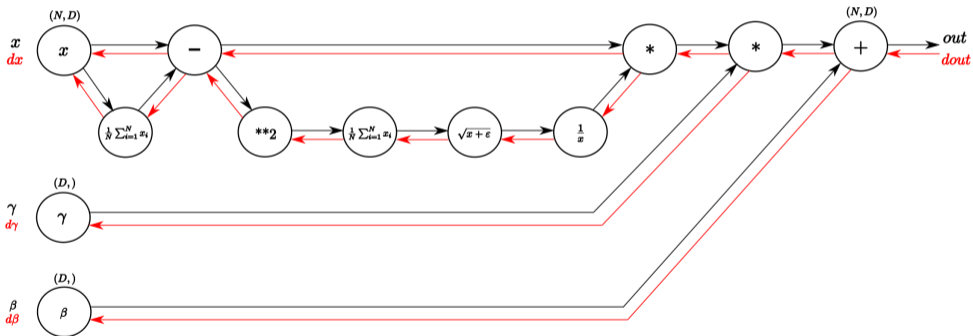 (N, D)
(N, D)
x
dx
x
−
*
*
+
out
dout
1/N ∑_{i=1}^{N} x_i
**2
1/N ∑_{i=1}^{N} x_i
√(x + ε)
1/x
(D,)
γ
dγ
γ
(D,)
β
dβ
β